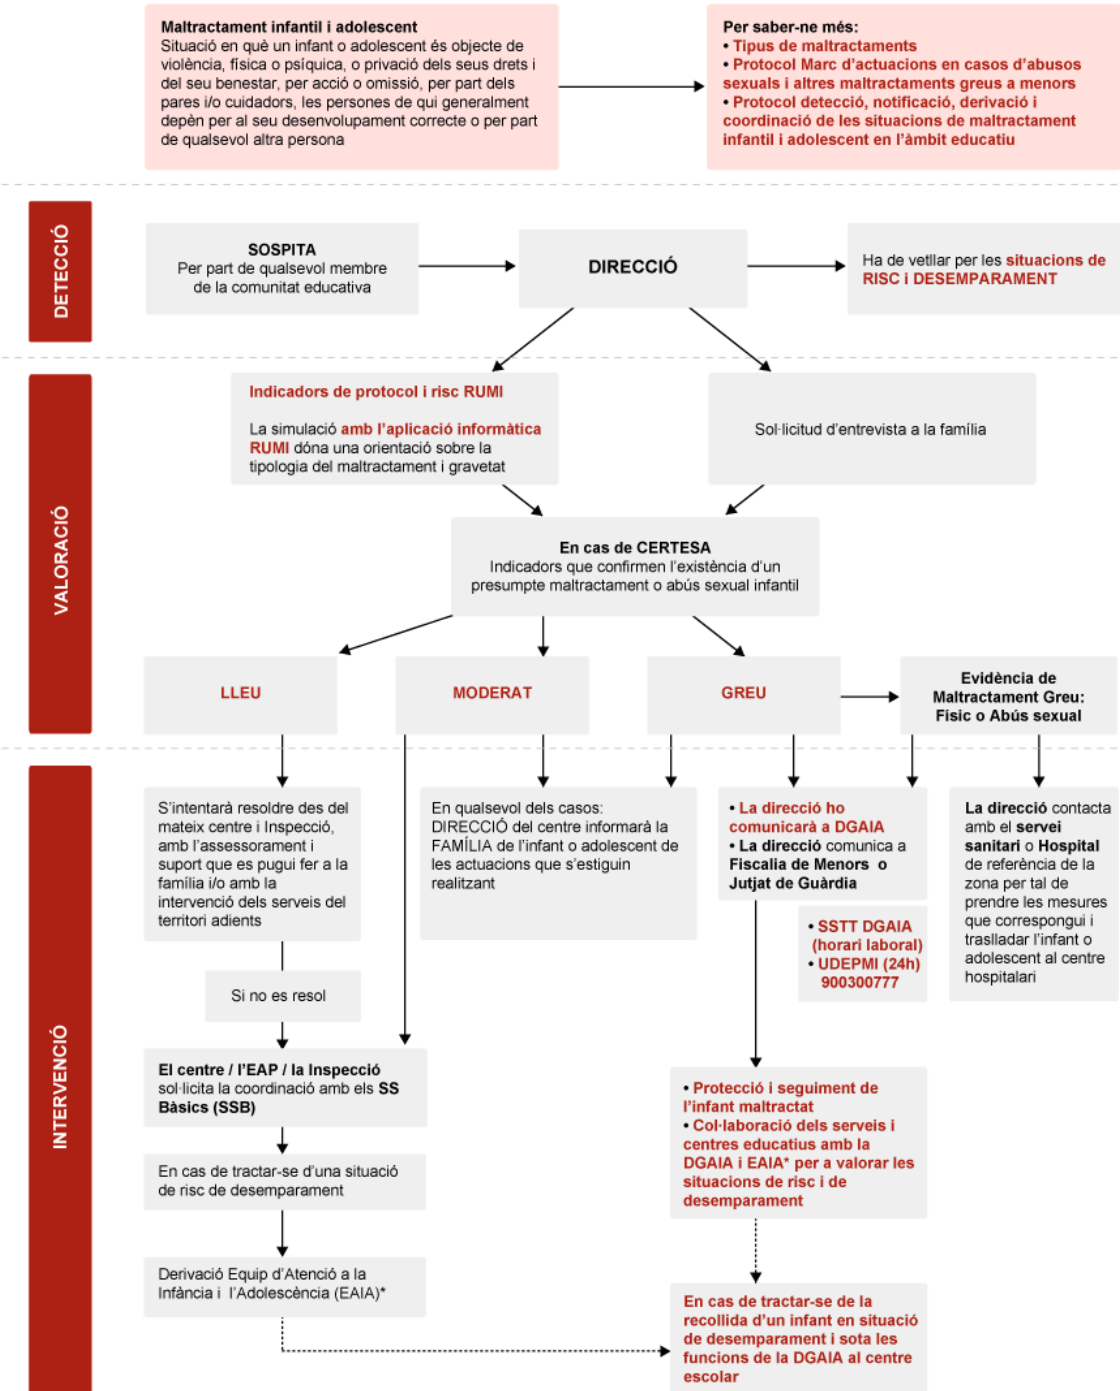 Maltractament infantil i adolescent
Situació en què un infant o adolescent és objecte de
violència, física o psíquica, o privació dels seus drets i
del seu benestar, per acció o omissió, per part dels
pares i/o cuidadors, les persones de qui generalment
depèn per al seu desenvolupament correcte o per part
de qualsevol altra persona
Per saber-ne més:
• Tipus de maltractaments
• Protocol Marc d'actuacions en casos d'abusos
sexuals i altres maltractaments greus a menors
• Protocol detecció, notificació, derivació i
coordinació de les situacions de maltractament
infantil i adolescent en l'àmbit educatiu
DETECCIÓ
SOSPITA
Per part de qualsevol membre
de la comunitat educativa
DIRECCIÓ
Ha de vetllar per les situacions de
RISC i DESEMPARAMENT
VALORACIÓ
Indicadors de protocol i risc RUMI
La simulació amb l'aplicació informàtica
RUMI dóna una orientació sobre la
tipologia del maltractament i gravetat
Sol·licitud d'entrevista a la família
En cas de CERTESA
Indicadors que confirmen l'existència d'un
presumpte maltractament o abús sexual infantil
LLEU
MODERAT
GREU
Evidència de
Maltractament Greu:
Físic o Abús sexual
INTERVENCIÓ
S'intentarà resoldre des del
mateix centre i Inspecció,
amb l'assessorament i
suport que es pugui fer a la
família i/o amb la
intervenció dels serveis del
territori adients
En qualsevol dels casos:
DIRECCIÓ del centre informarà la
FAMÍLIA de l'infant o adolescent de
les actuacions que s'estiguin
realitzant
• La direcció ho
comunicarà a DGAIA
• La direcció comunica a
Fiscalia de Menors o
Jutjat de Guàrdia
La direcció contacta
amb el servei
sanitari o Hospital
de referència de la
zona per tal de
prendre les mesures
que correspongui i
traslladar l'infant o
adolescent al centre
hospitalari
• SSTT DGAIA
(horari laboral)
• UDEPMI (24h)
900300777
Si no es resol
El centre / l'EAP / la Inspecció
sol·licita la coordinació amb els SS
Bàsics (SSB)
• Protecció i seguiment de
l'infant maltractat
• Col·laboració dels serveis i
centres educatius amb la
DGAIA i EAIA* per a valorar les
situacions de risc i de
desemparament
En cas de tractar-se d'una situació
de risc de desemparament
Derivació Equip d'Atenció a la
Infància i l'Adolescència (EAIA)*
En cas de tractar-se de la
recollida d'un infant en situació
de desemparament i sota les
funcions de la DGAIA al centre
escolar